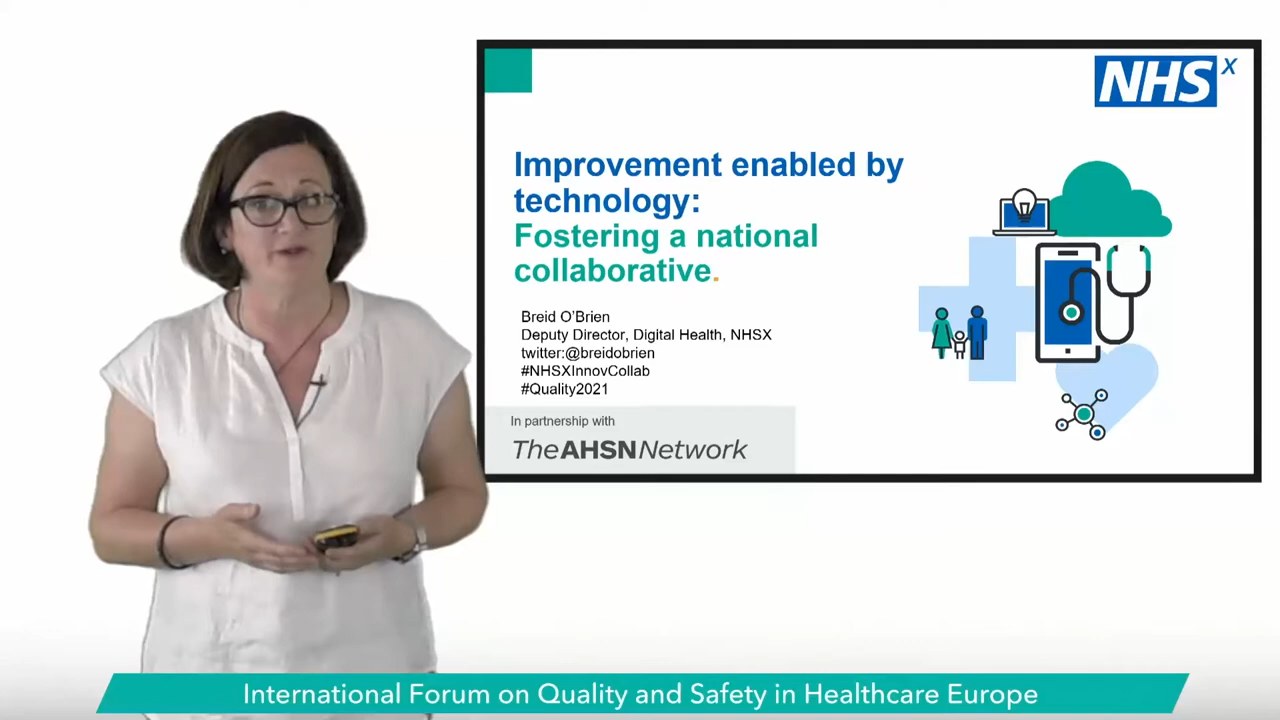 NHS X
Improvement enabled by
technology:
Fostering a national
collaborative.
Breid O'Brien
Deputy Director, Digital Health, NHSX
twitter:@breidobrien
#NHSXInnovCollab
#Quality2021
In partnership with
TheAHSNNetwork
International Forum on Quality and Safety in Healthcare Europe